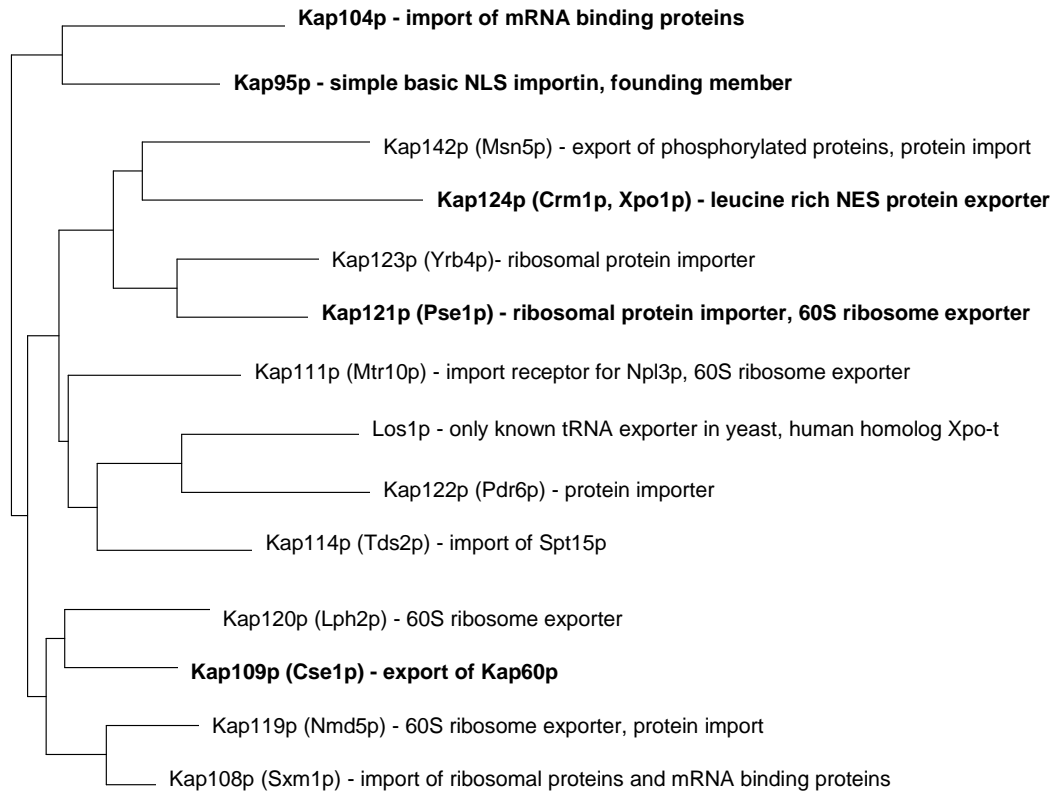 Kap104p - import of mRNA binding proteins
Kap95p - simple basic NLS importin, founding member
Kap142p (Msn5p) - export of phosphorylated proteins, protein import
Kap124p (Crm1p, Xpo1p) - leucine rich NES protein exporter
Kap123p (Yrb4p)- ribosomal protein importer
Kap121p (Pse1p) - ribosomal protein importer, 60S ribosome exporter
Kap111p (Mtr10p) - import receptor for Npl3p, 60S ribosome exporter
Los1p - only known tRNA exporter in yeast, human homolog Xpo-t
Kap122p (Pdr6p) - protein importer
Kap114p (Tds2p) - import of Spt15p
Kap120p (Lph2p) - 60S ribosome exporter
Kap109p (Cse1p) - export of Kap60p
Kap119p (Nmd5p) - 60S ribosome exporter, protein import
Kap108p (Sxm1p) - import of ribosomal proteins and mRNA binding proteins